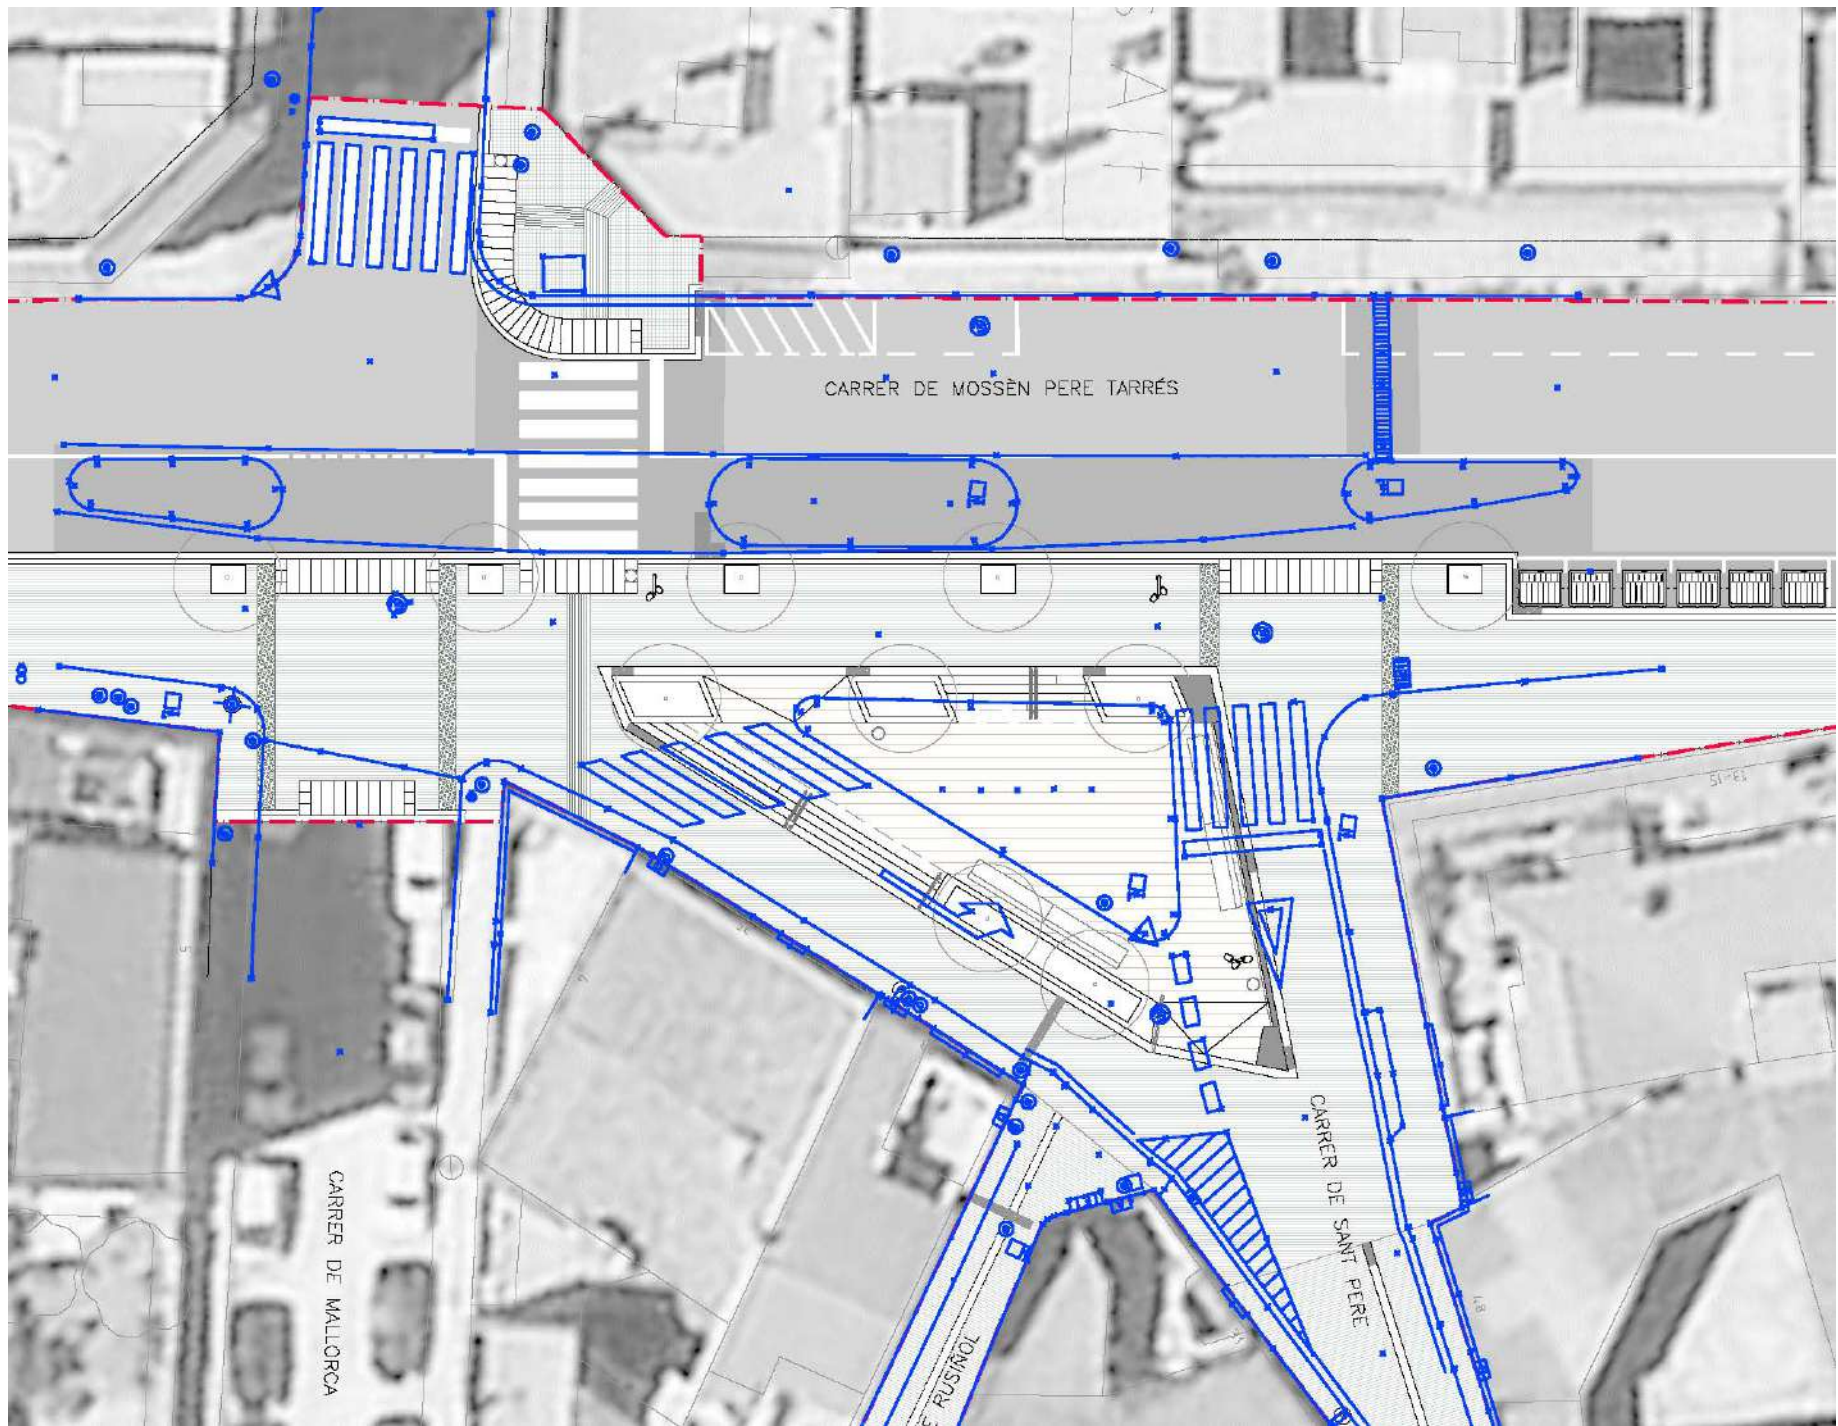 CARRER DE MOSSÈN PERE TARRÉS
13-15
CARRER DE SANT PERE
CARRER DE MALLORCA
E RUSIÑOL